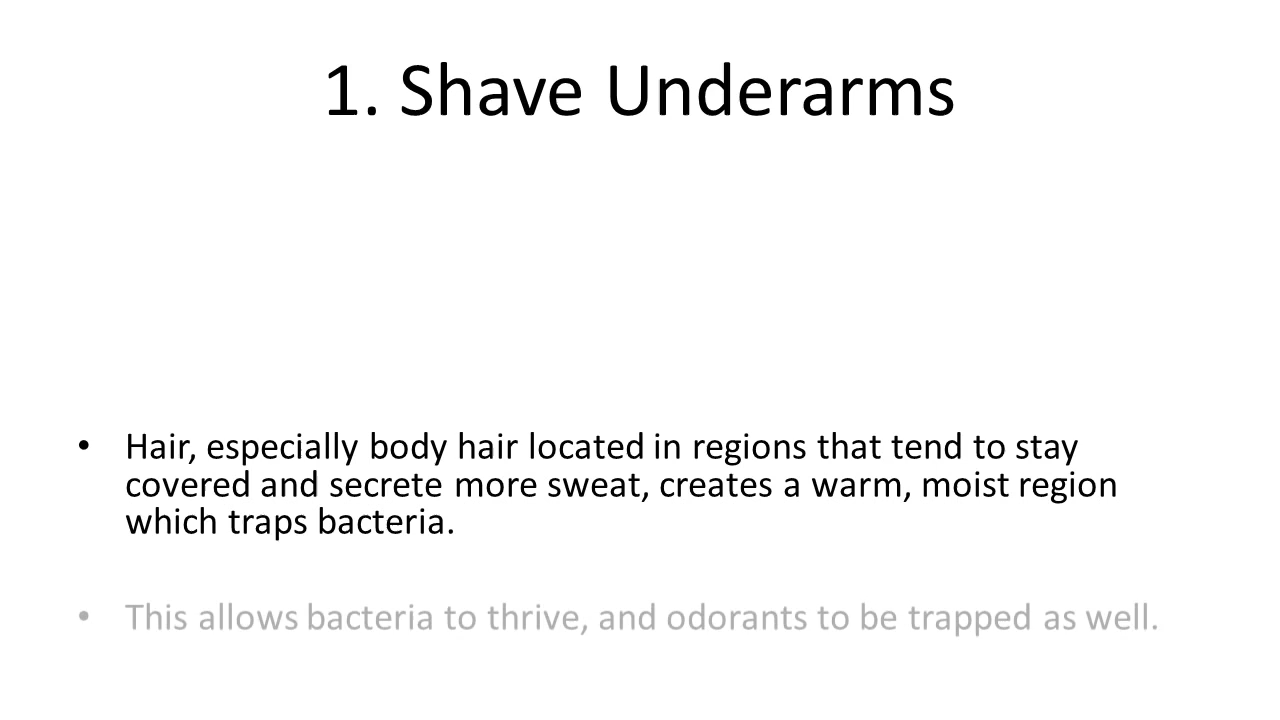 1. Shave Underarms
• Hair, especially body hair located in regions that tend to stay
covered and secrete more sweat, creates a warm, moist region
which traps bacteria.
• This allows bacteria to thrive, and odorants to be trapped as well.